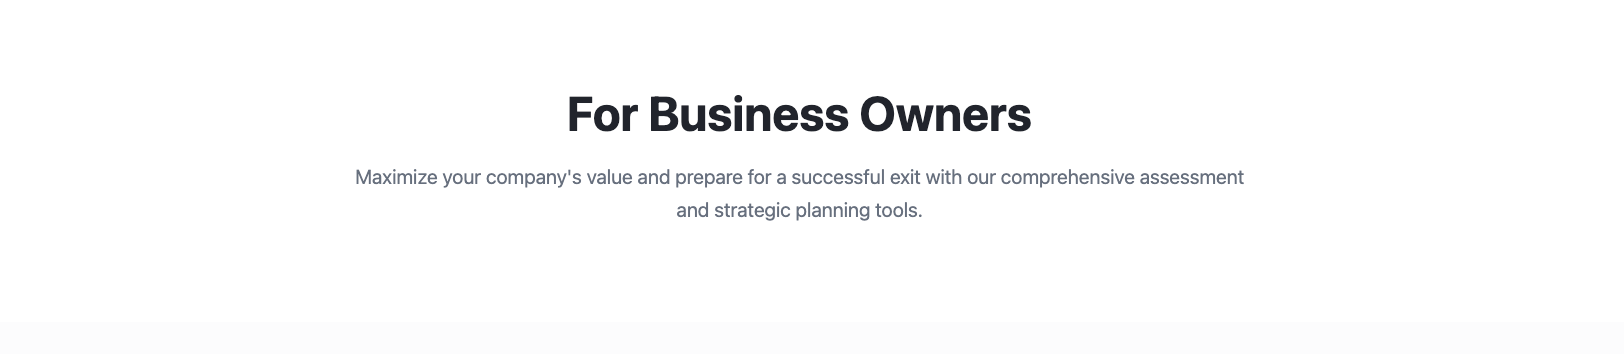 For Business Owners
Maximize your company's value and prepare for a successful exit with our comprehensive assessment
and strategic planning tools.